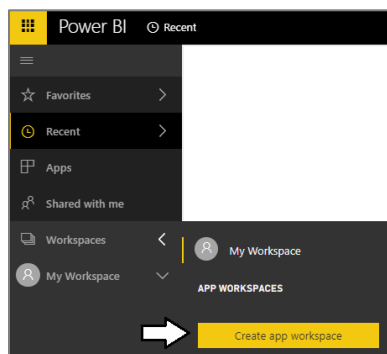 Power BI Recent
Favorites
Recent
Apps
Shared with me
Workspaces
My Workspace
My Workspace
APP WORKSPACES
Create app workspace